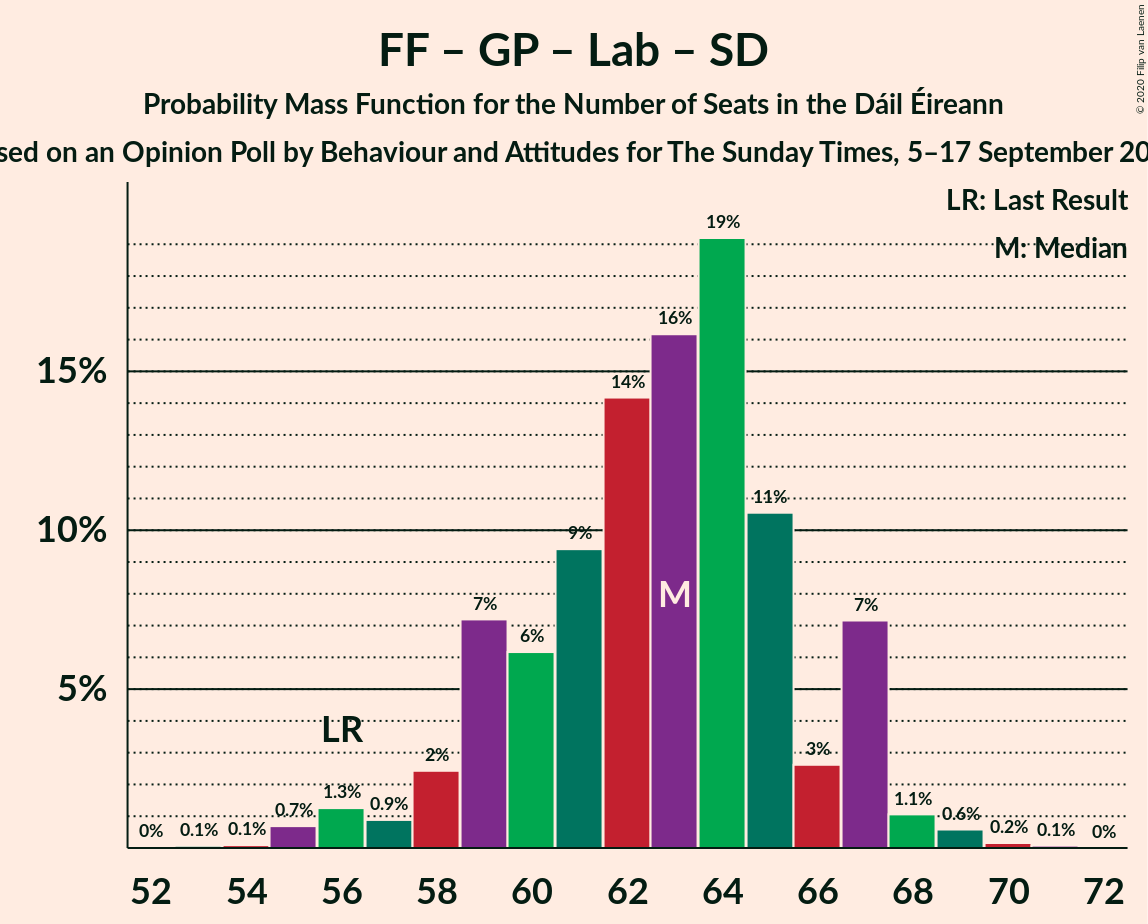 FF – GP – Lab – SD
Probability Mass Function for the Number of Seats in the Dáil Éireann
sed on an Opinion Poll by Behaviour and Attitudes for The Sunday Times, 5–17 September 20
© 2020 Filip van Laenen
LR: Last Result
M: Median
15%
10%
5%
0%
0.1%
0.1%
0.7%
1.3%
0.9%
2%
7%
6%
9%
14%
16%
19%
11%
3%
7%
1.1%
0.6%
0.2%
0.1%
0%
LR
M
52 54 56 58 60 62 64 66 68 70 72